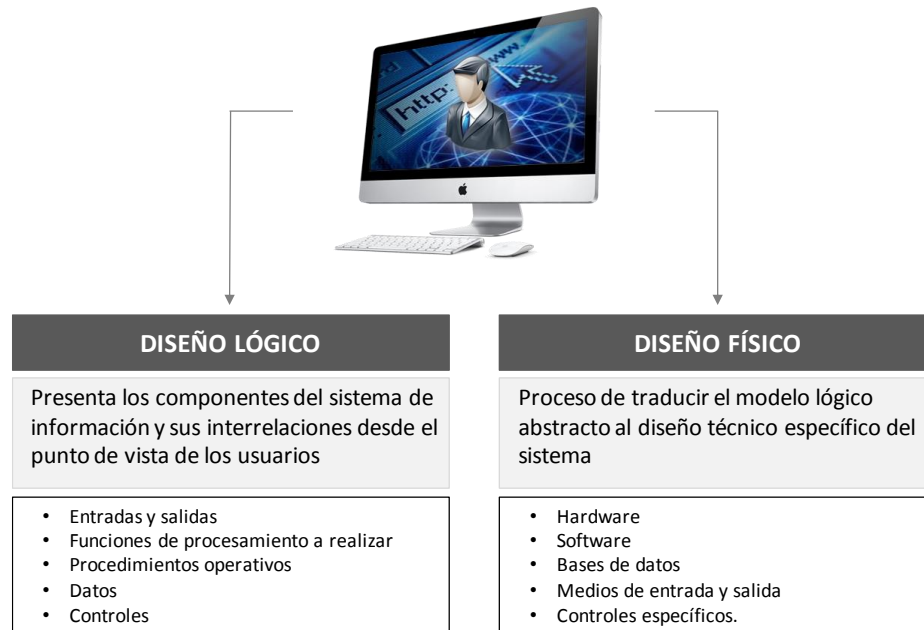 www.
http:
DISEÑO LÓGICO
Presenta los componentes del sistema de
información y sus interrelaciones desde el
punto de vista de los usuarios
• Entradas y salidas
• Funciones de procesamiento a realizar
• Procedimientos operativos
• Datos
• Controles
DISEÑO FÍSICO
Proceso de traducir el modelo lógico
abstracto al diseño técnico específico del
sistema
• Hardware
• Software
• Bases de datos
• Medios de entrada y salida
• Controles específicos.